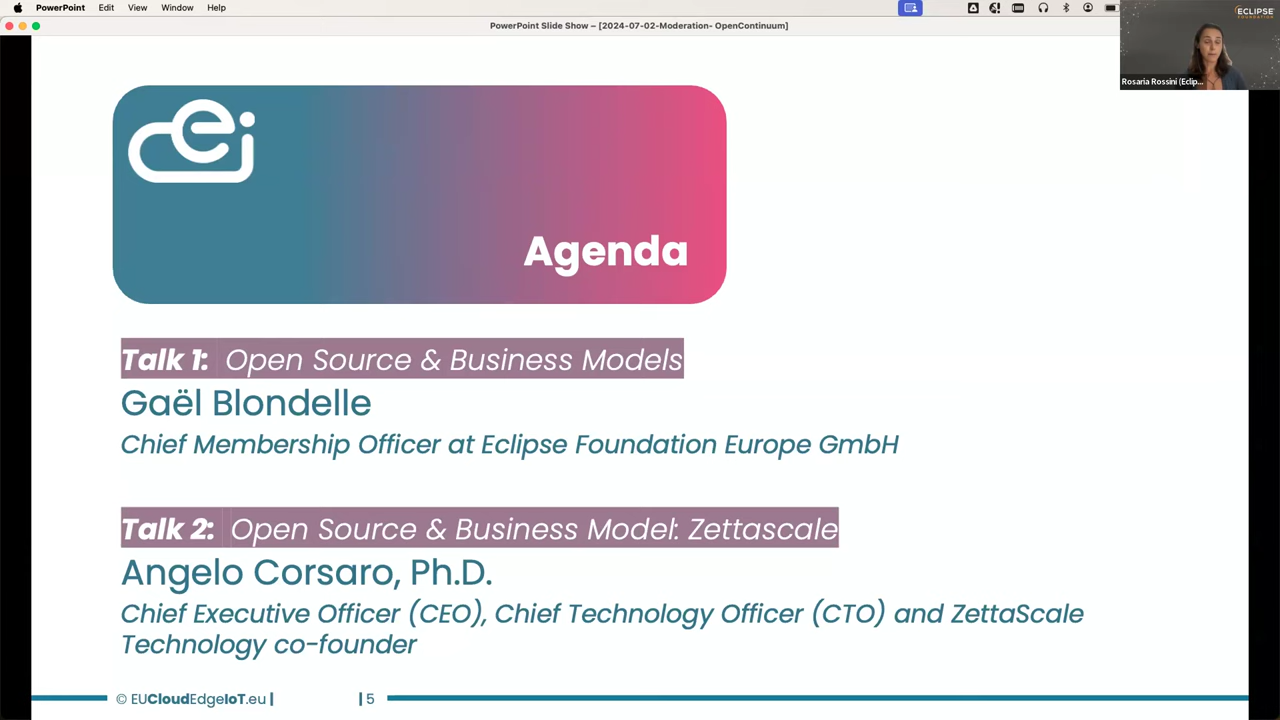 PowerPoint File Edit View Window Help
PowerPoint Slide Show – [2024-07-02-Moderation- OpenContinuum]
ECLIPSE
FOUNDATION
Rosaria Rossini (Eclip...
cei
Agenda
Talk 1: Open Source & Business Models
Gaël Blondelle
Chief Membership Officer at Eclipse Foundation Europe GmbH
Talk 2: Open Source & Business Model: Zettascale
Angelo Corsaro, Ph.D.
Chief Executive Officer (CEO), Chief Technology Officer (CTO) and ZettaScale
Technology co-founder
© EUCloudEdgeIoT.eu | | 5